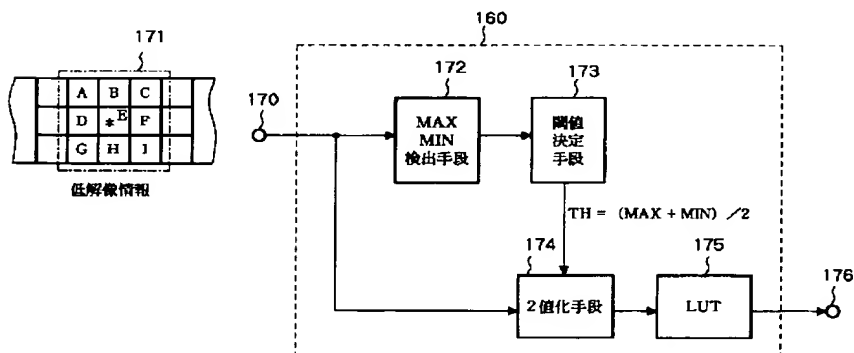 171
160
A B C
D *E F
G H I
低解像情報
170
172
MAX
MIN
検出手段
173
閾値
決定
手段
TH = (MAX + MIN) /2
174
2値化手段
175
LUT
176